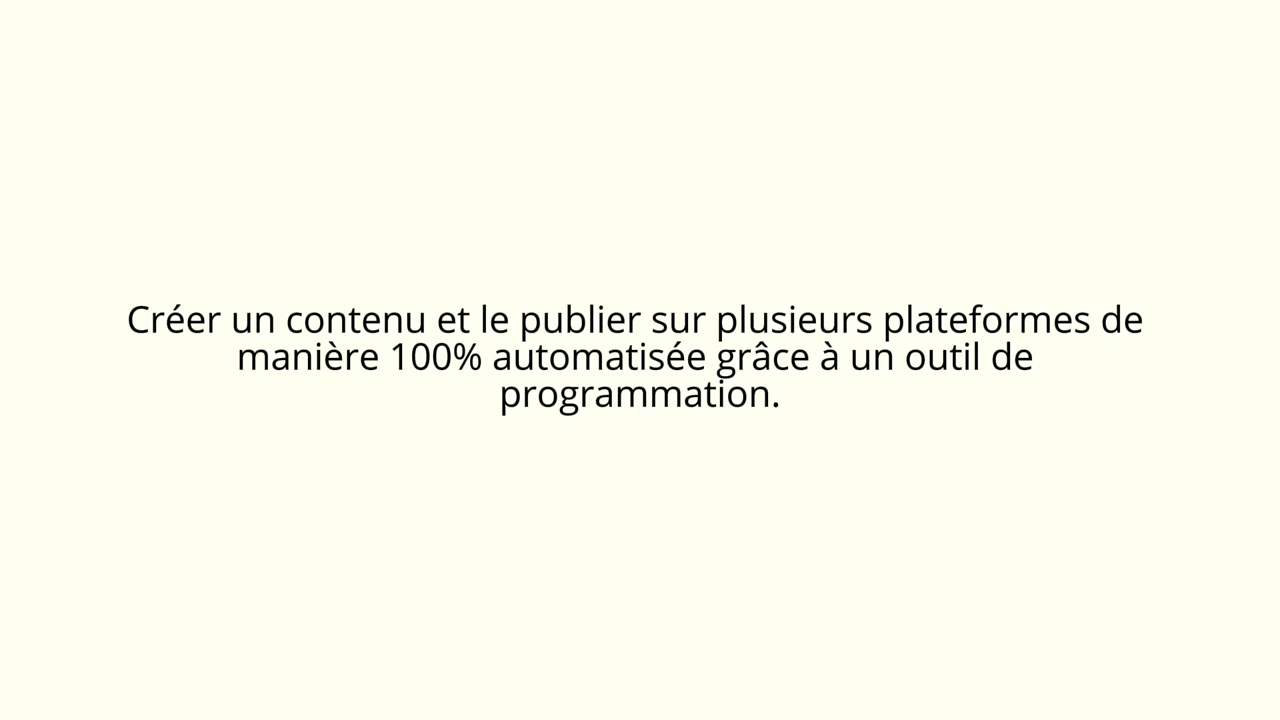 Créer un contenu et le publier sur plusieurs plateformes de
manière 100% automatisée grâce à un outil de
programmation.